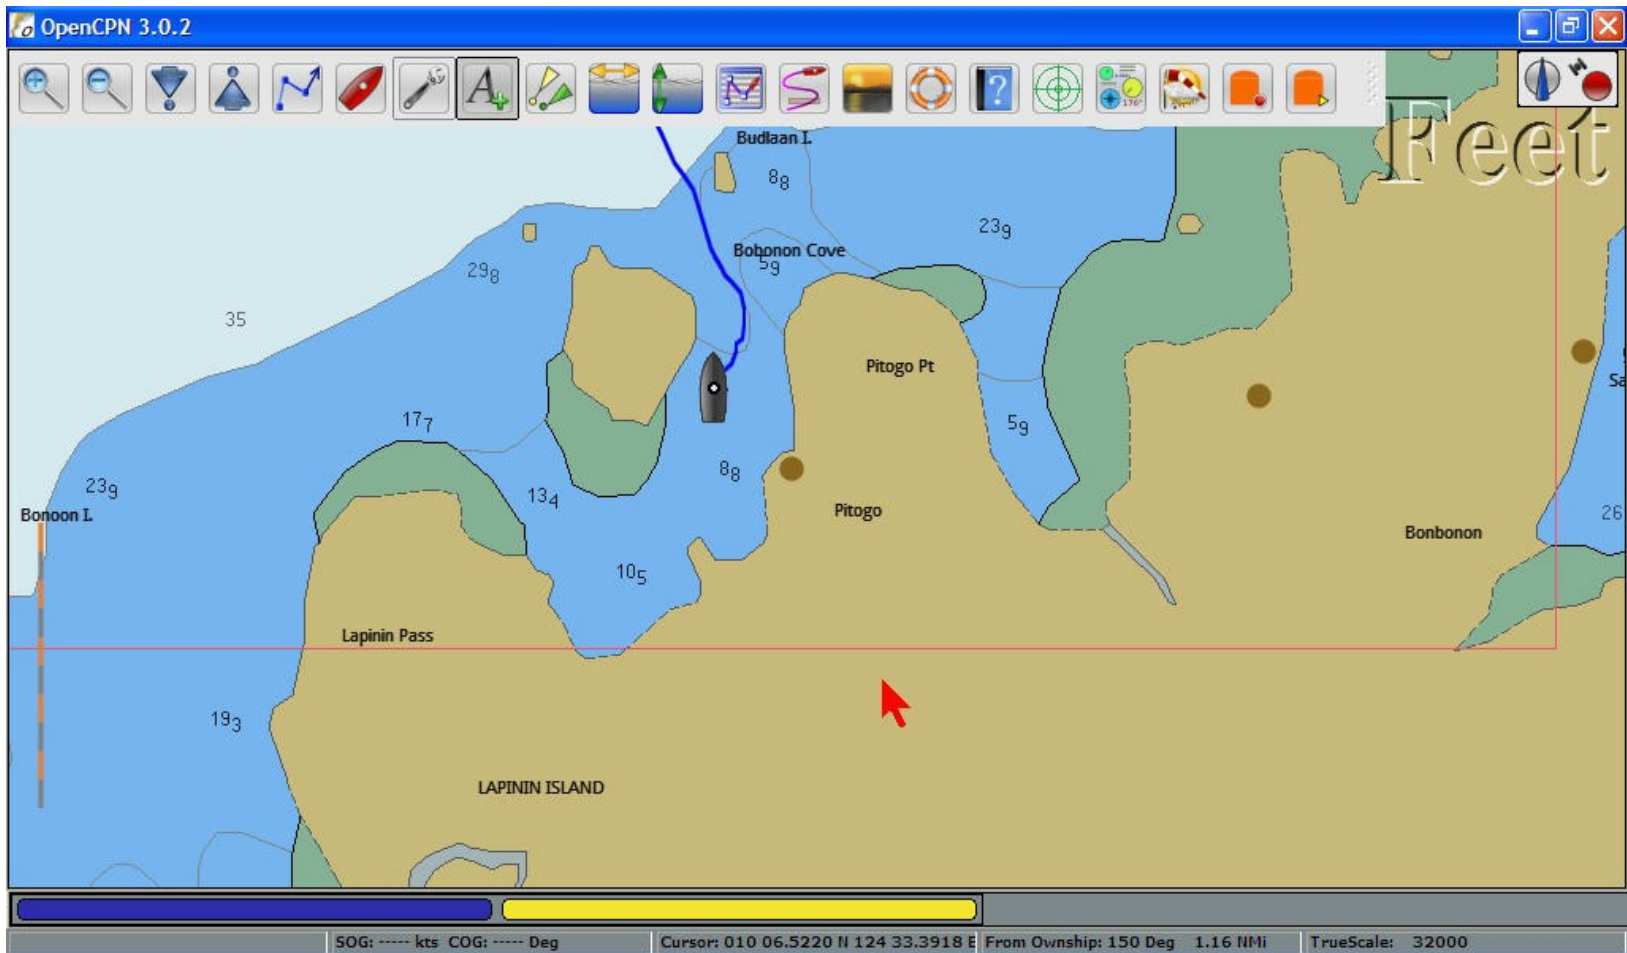 OpenCPN 3.0.2
Feet
Budlaan I.
8₈
23₉
Bobonon Cove
5₉
29₈
35
Pitogo Pt
17₇
5₉
8₈
23₉
13₄
Pitogo
Bonoon I.
26
Bonbonon
10₅
Lapinin Pass
19₃
LAPININ ISLAND
SOG: ----- kts COG: ----- Deg
Cursor: 010 06.5220 N 124 33.3918 E
From Ownship: 150 Deg 1.16 NMi
TrueScale: 32000